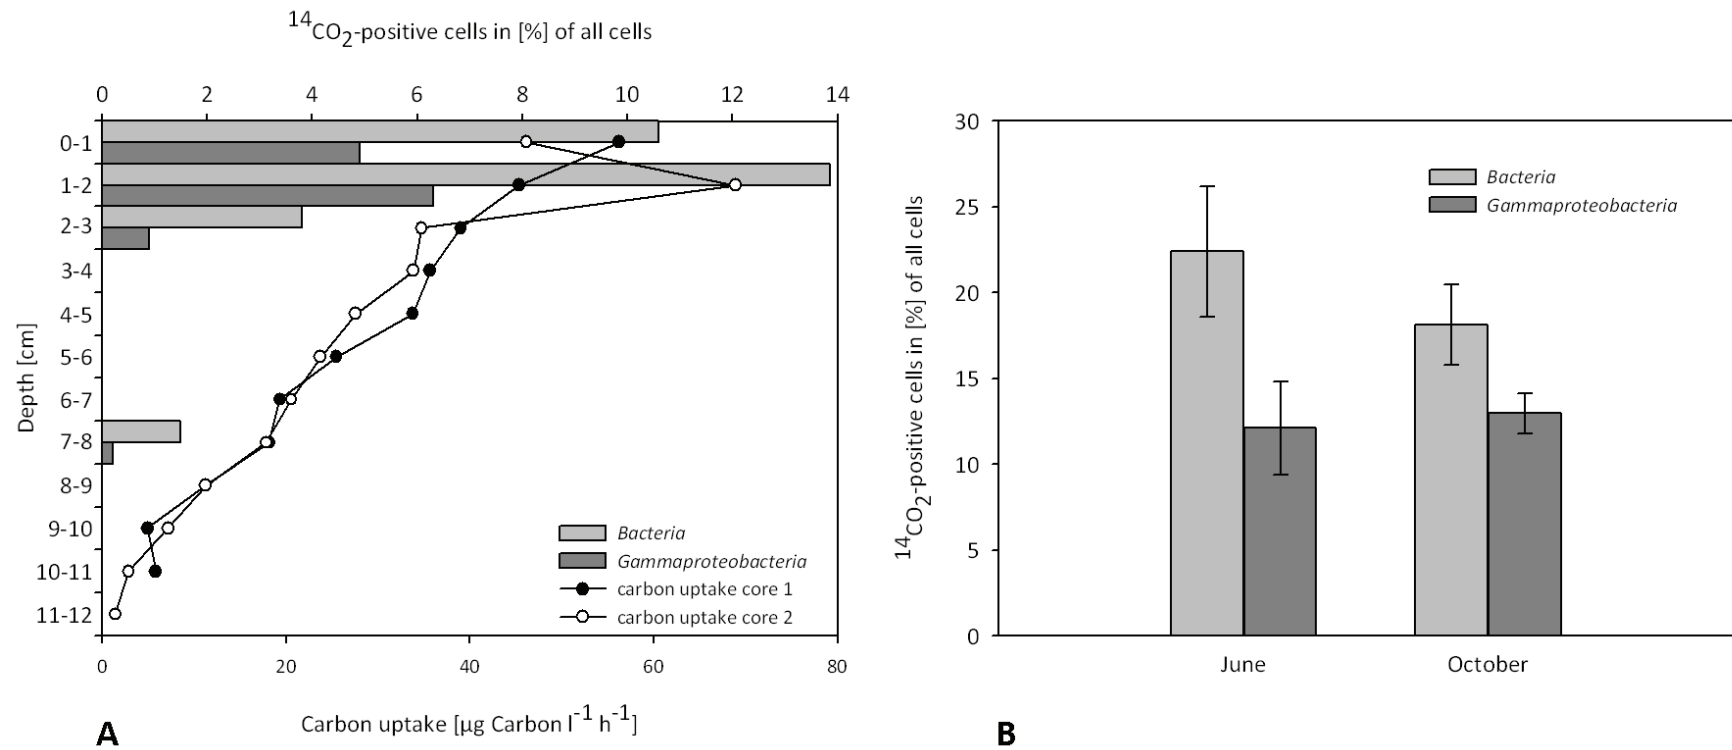 14CO2-positive cells in [%] of all cells
0 2 4 6 8 10 12 14
0-1
1-2
2-3
3-4
4-5
5-6
6-7
7-8
8-9
9-10
10-11
11-12
Depth [cm]
Bacteria
Gammaproteobacteria
carbon uptake core 1
carbon uptake core 2
0 20 40 60 80
Carbon uptake [µg Carbon l-1 h-1]
A
14CO2-positive cells in [%] of all cells
30
25
20
15
10
5
0
Bacteria
Gammaproteobacteria
June October
B